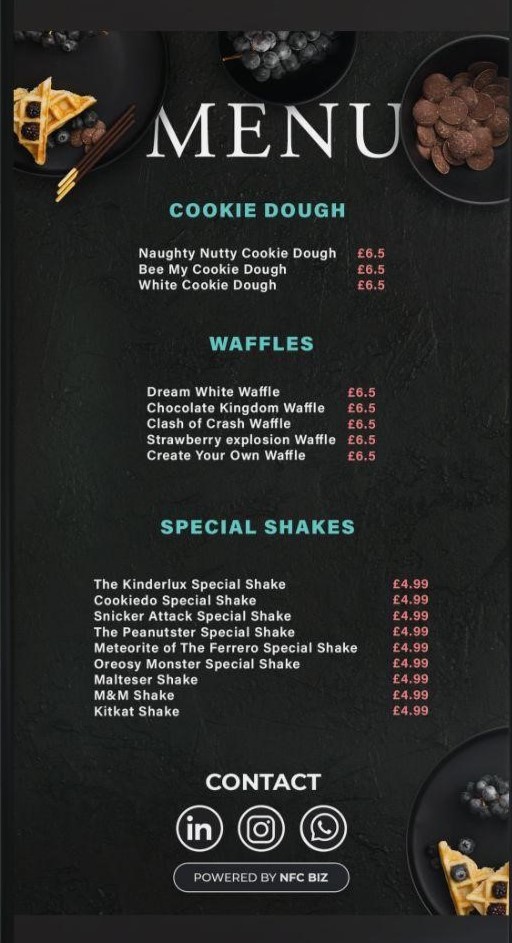 MENU
COOKIE DOUGH
Naughty Nutty Cookie Dough £6.5
Bee My Cookie Dough £6.5
White Cookie Dough £6.5
WAFFLES
Dream White Waffle £6.5
Chocolate Kingdom Waffle £6.5
Clash of Crash Waffle £6.5
Strawberry explosion Waffle £6.5
Create Your Own Waffle £6.5
SPECIAL SHAKES
The Kinderlux Special Shake £4.99
Cookiedo Special Shake £4.99
Snicker Attack Special Shake £4.99
The Peanutster Special Shake £4.99
Meteorite of The Ferrero Special Shake £4.99
Oreosy Monster Special Shake £4.99
Malteser Shake £4.99
M&M Shake £4.99
Kitkat Shake £4.99
CONTACT
in
POWERED BY NFC BIZ